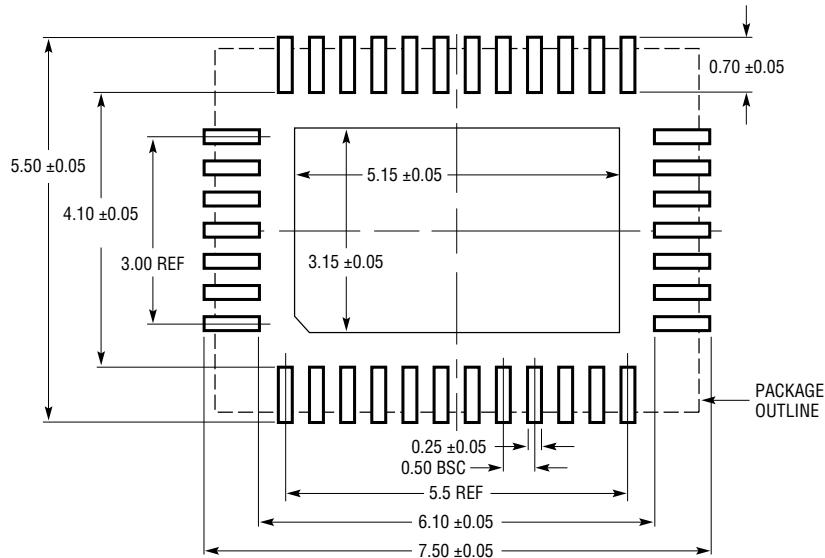 0.70 ±0.05
5.50 ±0.05
5.15 ±0.05
4.10 ±0.05
3.00 REF
3.15 ±0.05
PACKAGE
OUTLINE
0.25 ±0.05
0.50 BSC
5.5 REF
6.10 ±0.05
7.50 ±0.05